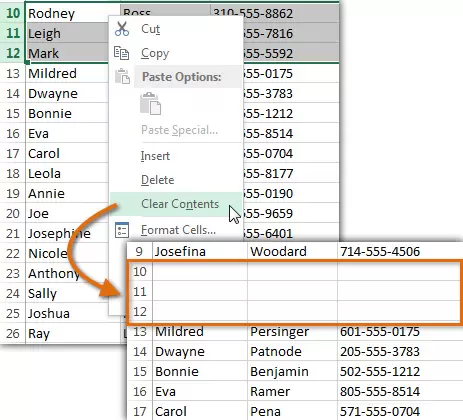 10 Rodney Ross 310-555-8862
11 Leigh 555-7816
12 Mark 555-5592
13 Mildred 555-0175
14 Dwayne 555-3783
15 Bonnie 555-1212
16 Eva 555-8514
17 Carol 555-0704
18 Leola 555-8177
19 Annie 555-0190
20 Joe 555-9659
21 Josephine 555-6401
22 Nicole
23 Anthony
24 Sally
25 Joshua
26 Ray
Cut
Copy
Paste Options:
Paste Special...
Insert
Delete
Clear Contents
Format Cells...
9 Josefina Woodard 714-555-4506
10
11
12
13 Mildred Persinger 601-555-0175
14 Dwayne Patnode 205-555-3783
15 Bonnie Benjamin 502-555-1212
16 Eva Ramer 805-555-8514
17 Carol Pena 571-555-0704